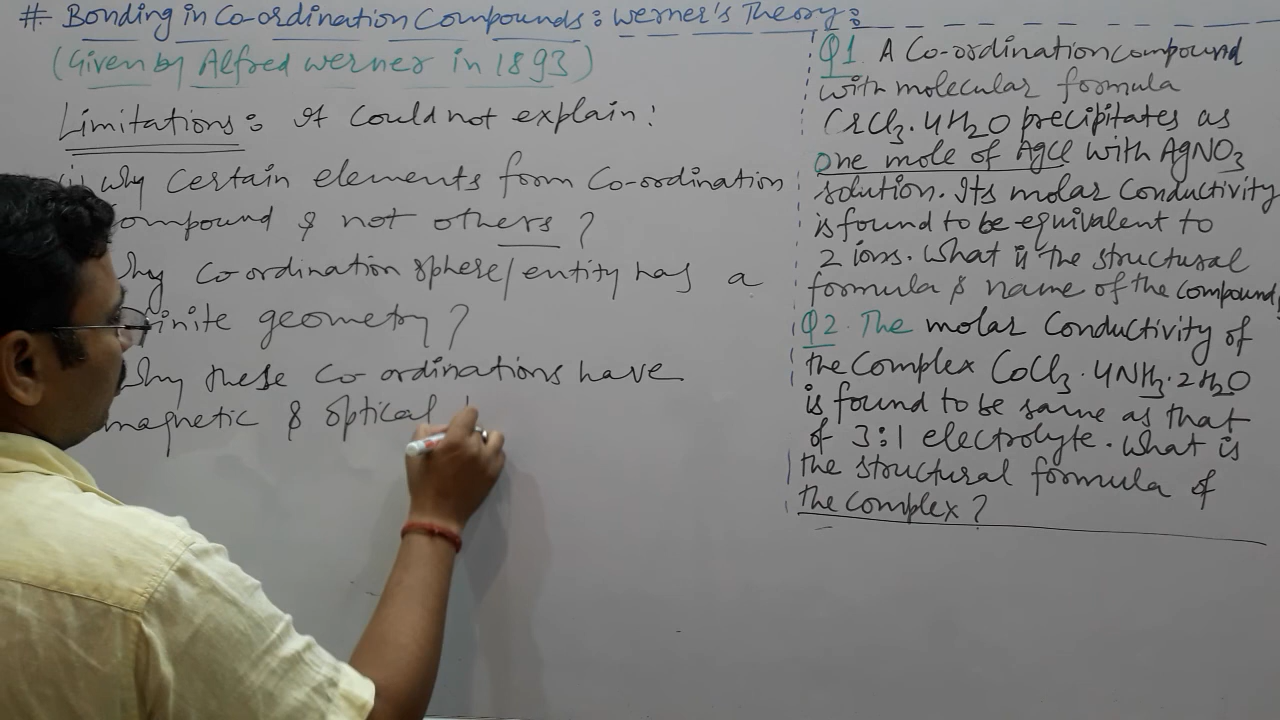 # Bonding in Co-ordination Compounds: Werner's Theory:
(Given by Alfred Werner in 1893)
Limitations: It could not explain:
Why certain elements form Co-ordination
ompound & not others ?
hy co-ordination sphere/entity has a
inite geometry?
hy these co-ordinations have
magnetic & optical
Q1. A Co-ordination compound
with molecular formula
CrCl3.4H2O precipitates as
one mole of AgCl with AgNO3
solution. Its molar Conductivity
is found to be equivalent to
2 ions. What is the structural
formula & name of the compound
Q2. The molar Conductivity of
the Complex CoCl3.4NH3.2H2O
is found to be same as that
of 3:1 electrolyte. What is
the structural formula of
the complex ?